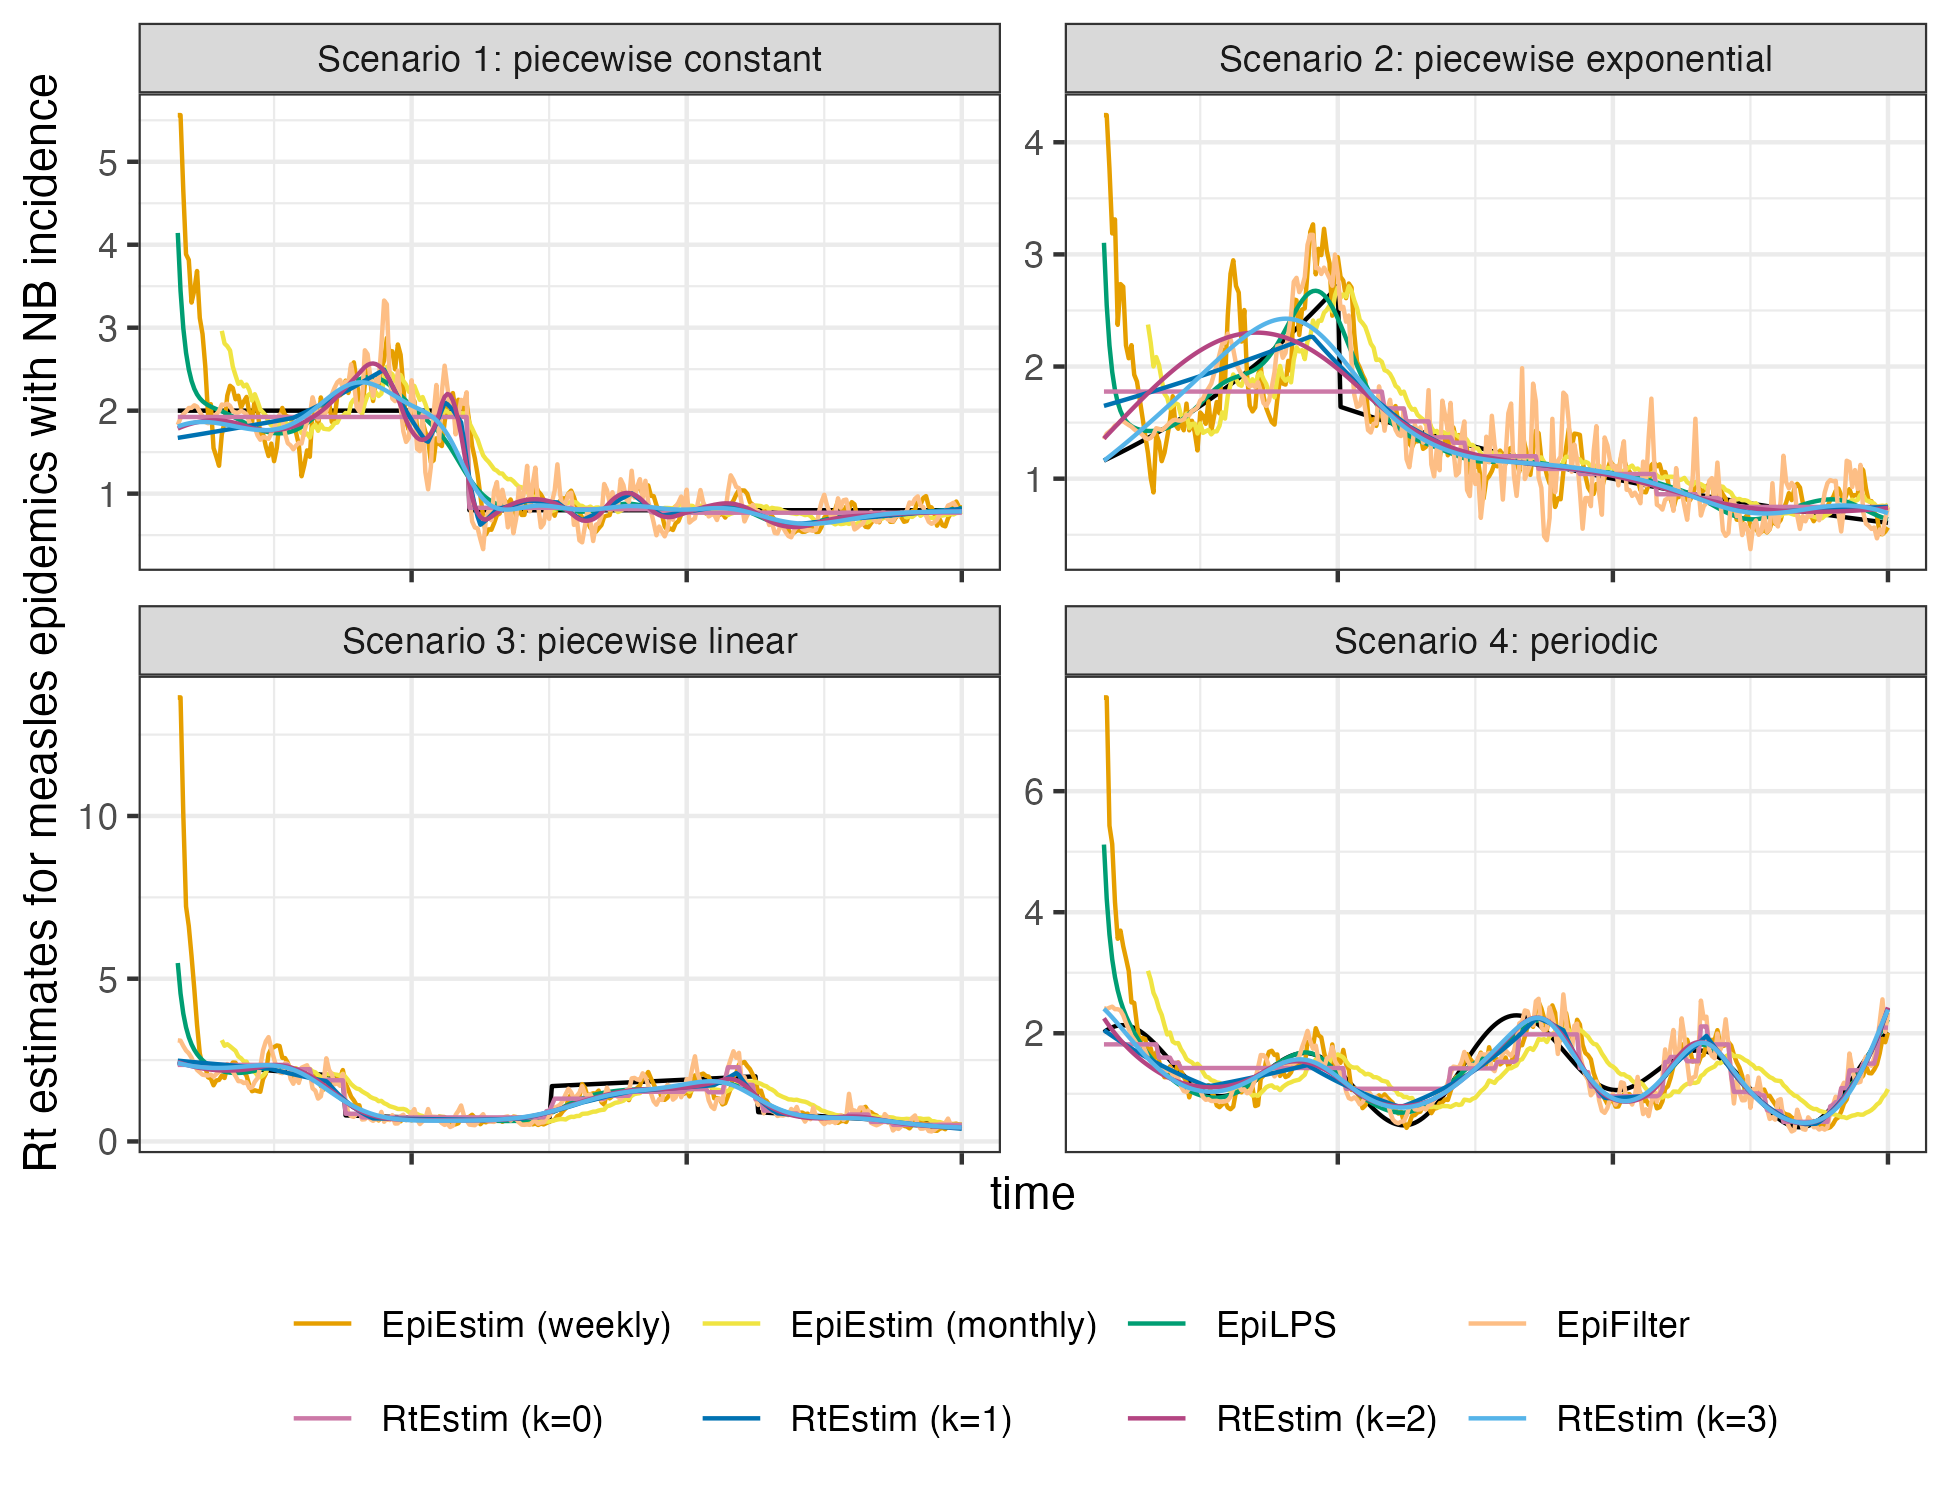 Rt estimates for measles epidemics with NB incidence
Scenario 1: piecewise constant
5
4
3
2
1
Scenario 2: piecewise exponential
4
3
2
1
Scenario 3: piecewise linear
10
5
0
Scenario 4: periodic
6
4
2
time
EpiEstim (weekly) EpiEstim (monthly) EpiLPS EpiFilter
RtEstim (k=0) RtEstim (k=1) RtEstim (k=2) RtEstim (k=3)